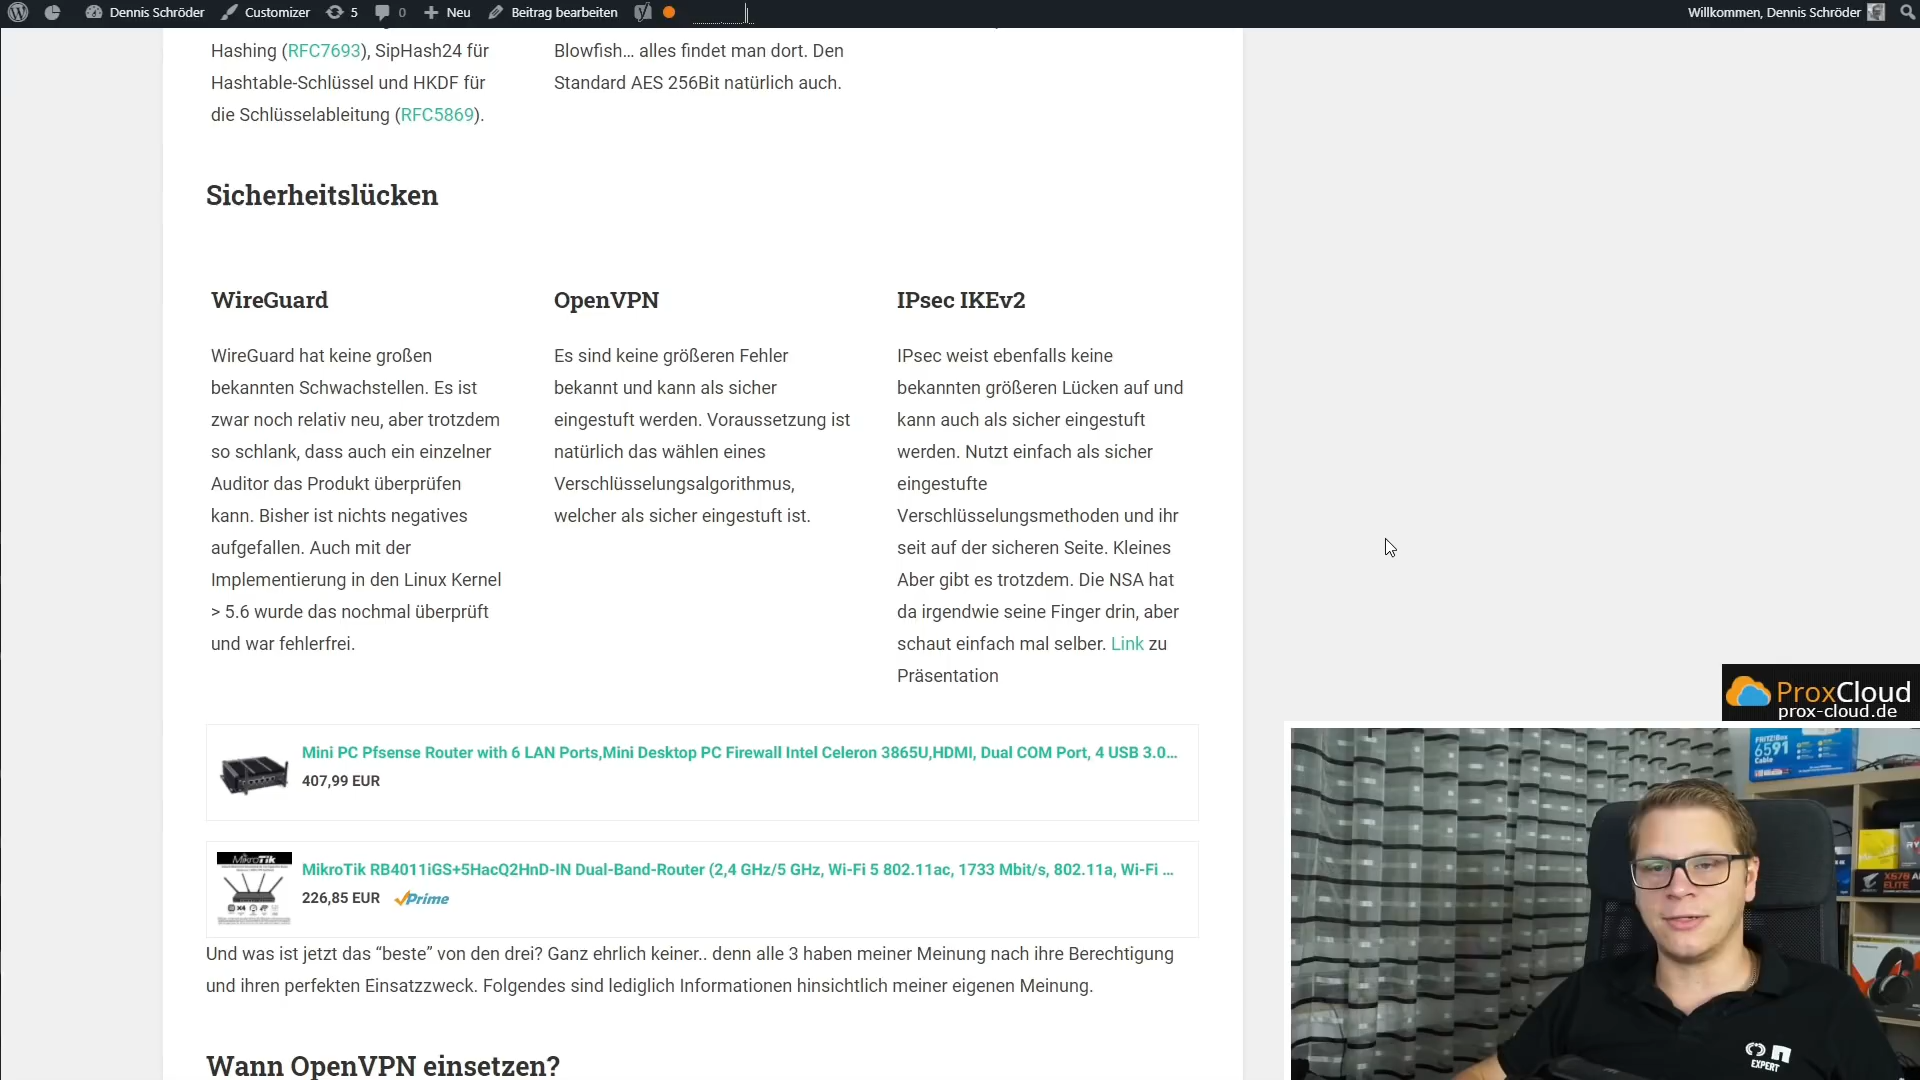 Dennis Schröder Customizer 5 0 Neu Beitrag bearbeiten Willkommen, Dennis Schröder
Hashing (RFC7693), SipHash24 für
Hashtable-Schlüssel und HKDF für
die Schlüsselableitung (RFC5869).
Blowfish… alles findet man dort. Den
Standard AES 256Bit natürlich auch.
Sicherheitslücken
WireGuard
WireGuard hat keine großen
bekannten Schwachstellen. Es ist
zwar noch relativ neu, aber trotzdem
so schlank, dass auch ein einzelner
Auditor das Produkt überprüfen
kann. Bisher ist nichts negatives
aufgefallen. Auch mit der
Implementierung in den Linux Kernel
> 5.6 wurde das nochmal überprüft
und war fehlerfrei.
OpenVPN
Es sind keine größeren Fehler
bekannt und kann als sicher
eingestuft werden. Voraussetzung ist
natürlich das wählen eines
Verschlüsselungsalgorithmus,
welcher als sicher eingestuft ist.
IPsec IKEv2
IPsec weist ebenfalls keine
bekannten größeren Lücken auf und
kann auch als sicher eingestuft
werden. Nutzt einfach als sicher
eingestufte
Verschlüsselungsmethoden und ihr
seit auf der sicheren Seite. Kleines
Aber gibt es trotzdem. Die NSA hat
da irgendwie seine Finger drin, aber
schaut einfach mal selber. Link zu
Präsentation
Mini PC Pfsense Router with 6 LAN Ports,Mini Desktop PC Firewall Intel Celeron 3865U,HDMI, Dual COM Port, 4 USB 3.0...
407,99 EUR
MikroTik
MikroTik RB4011iGS+5HacQ2HnD-IN Dual-Band-Router (2,4 GHz/5 GHz, Wi-Fi 5 802.11ac, 1733 Mbit/s, 802.11a, Wi-Fi ...
226,85 EUR Prime
Und was ist jetzt das “beste” von den drei? Ganz ehrlich keiner.. denn alle 3 haben meiner Meinung nach ihre Berechtigung
und ihren perfekten Einsatzzweck. Folgendes sind lediglich Informationen hinsichtlich meiner eigenen Meinung.
Wann OpenVPN einsetzen?
ProxCloud
prox-cloud.de
FRITZ!Box
6591
Cable
X570 A
ELITE
EXPERT